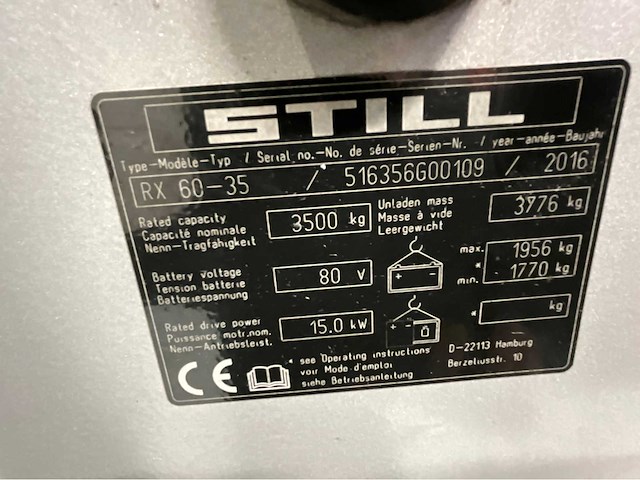 STILL
Type-Modèle-Typ / Serial no.-No. de série-Serien-Nr. / year-année-Baujahr
RX 60-35 / 516356G00109 / 2016
Rated capacity
Capacité nominale
Nenn-Tragfähigkeit
3500 kg
Unladen mass
Masse à vide
Leergewicht
3776 kg
Battery voltage
Tension batterie
Batteriespannung
80 V
+ -
max. 1956 kg
* 1770 kg
min.
Rated drive power
Puissance motr.nom.
Nenn-Antriebsleist.
15.0 kW
+ -
* kg
* see Operating instructions
voir Mode d'emploi
siehe Betriebsanleitung
D-22113 Hamburg
Berzeliusstr. 10
CE